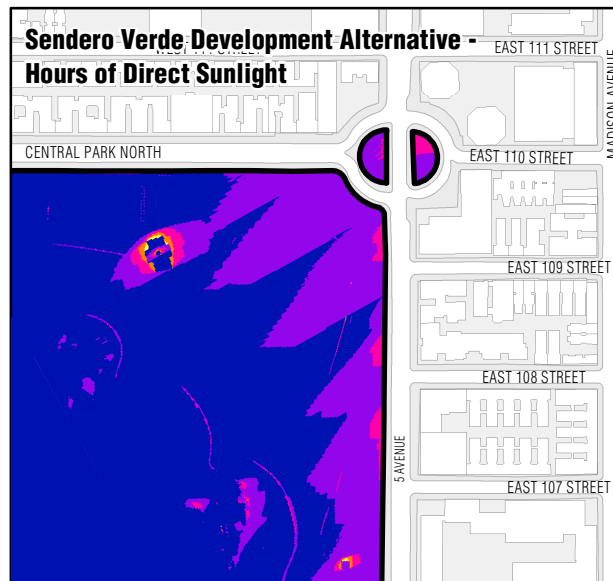 Sendero Verde Development Alternative -
Hours of Direct Sunlight
EAST 111 STREET
MADISON AVENUE
CENTRAL PARK NORTH
EAST 110 STREET
EAST 109 STREET
EAST 108 STREET
5 AVENUE
EAST 107 STREET